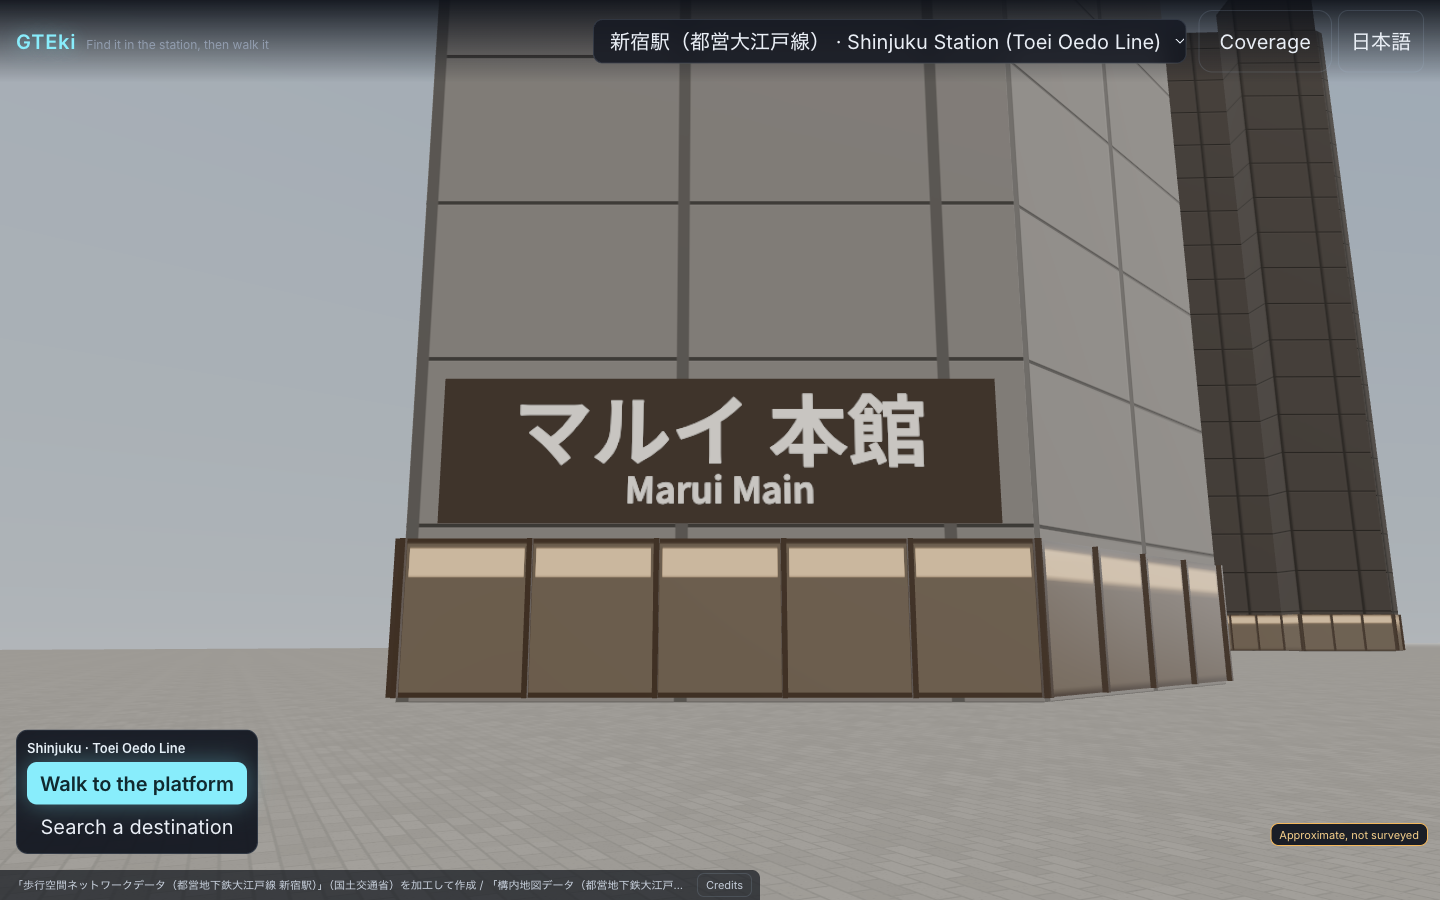 GTEki
Find it in the station, then walk it
新宿駅（都営大江戸線） · Shinjuku Station (Toei Oedo Line)
Coverage
日本語
マルイ 本館
Marui Main
Shinjuku · Toei Oedo Line
Walk to the platform
Search a destination
Approximate, not surveyed
「歩行空間ネットワークデータ（都営地下鉄大江戸線 新宿駅）」（国土交通省）を加工して作成 / 「構内地図データ（都営地下鉄大江戸...
Credits